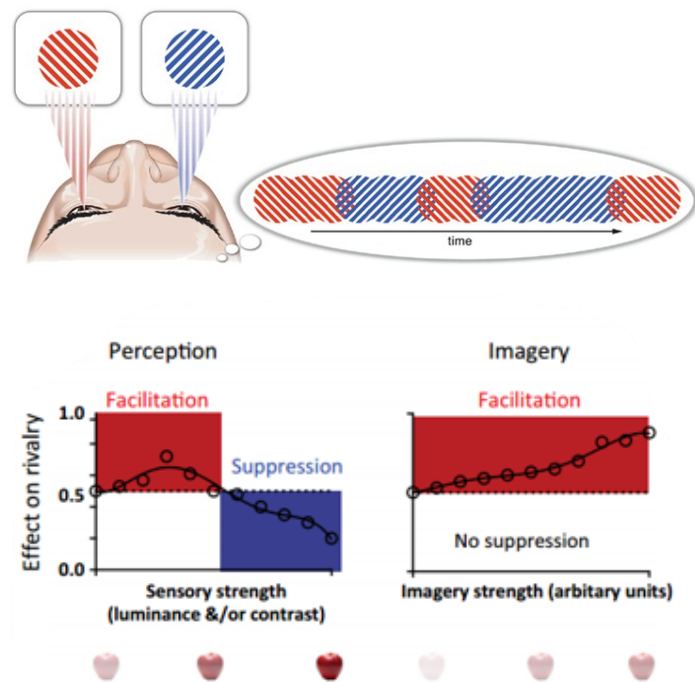 time
Perception
Imagery
Facilitation
Facilitation
Suppression
No suppression
Effect on rivalry
1.0
0.5
0.0
Sensory strength
(luminance &/or contrast)
Imagery strength (arbitary units)